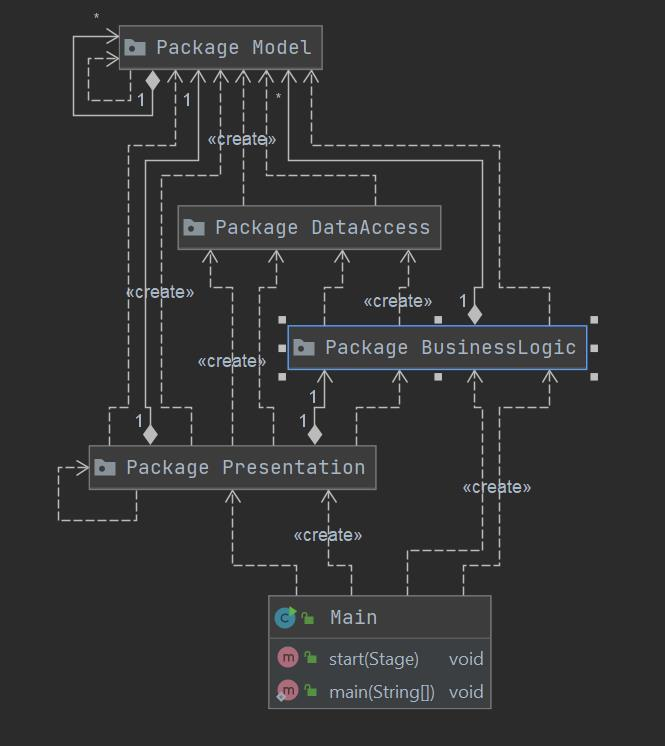 *
Package Model
1
1
*
«create»
Package DataAccess
«create»
«create»
1
Package BusinessLogic
«create»
1
1
1
Package Presentation
«create»
«create»
Main
start(Stage) void
main(String[]) void